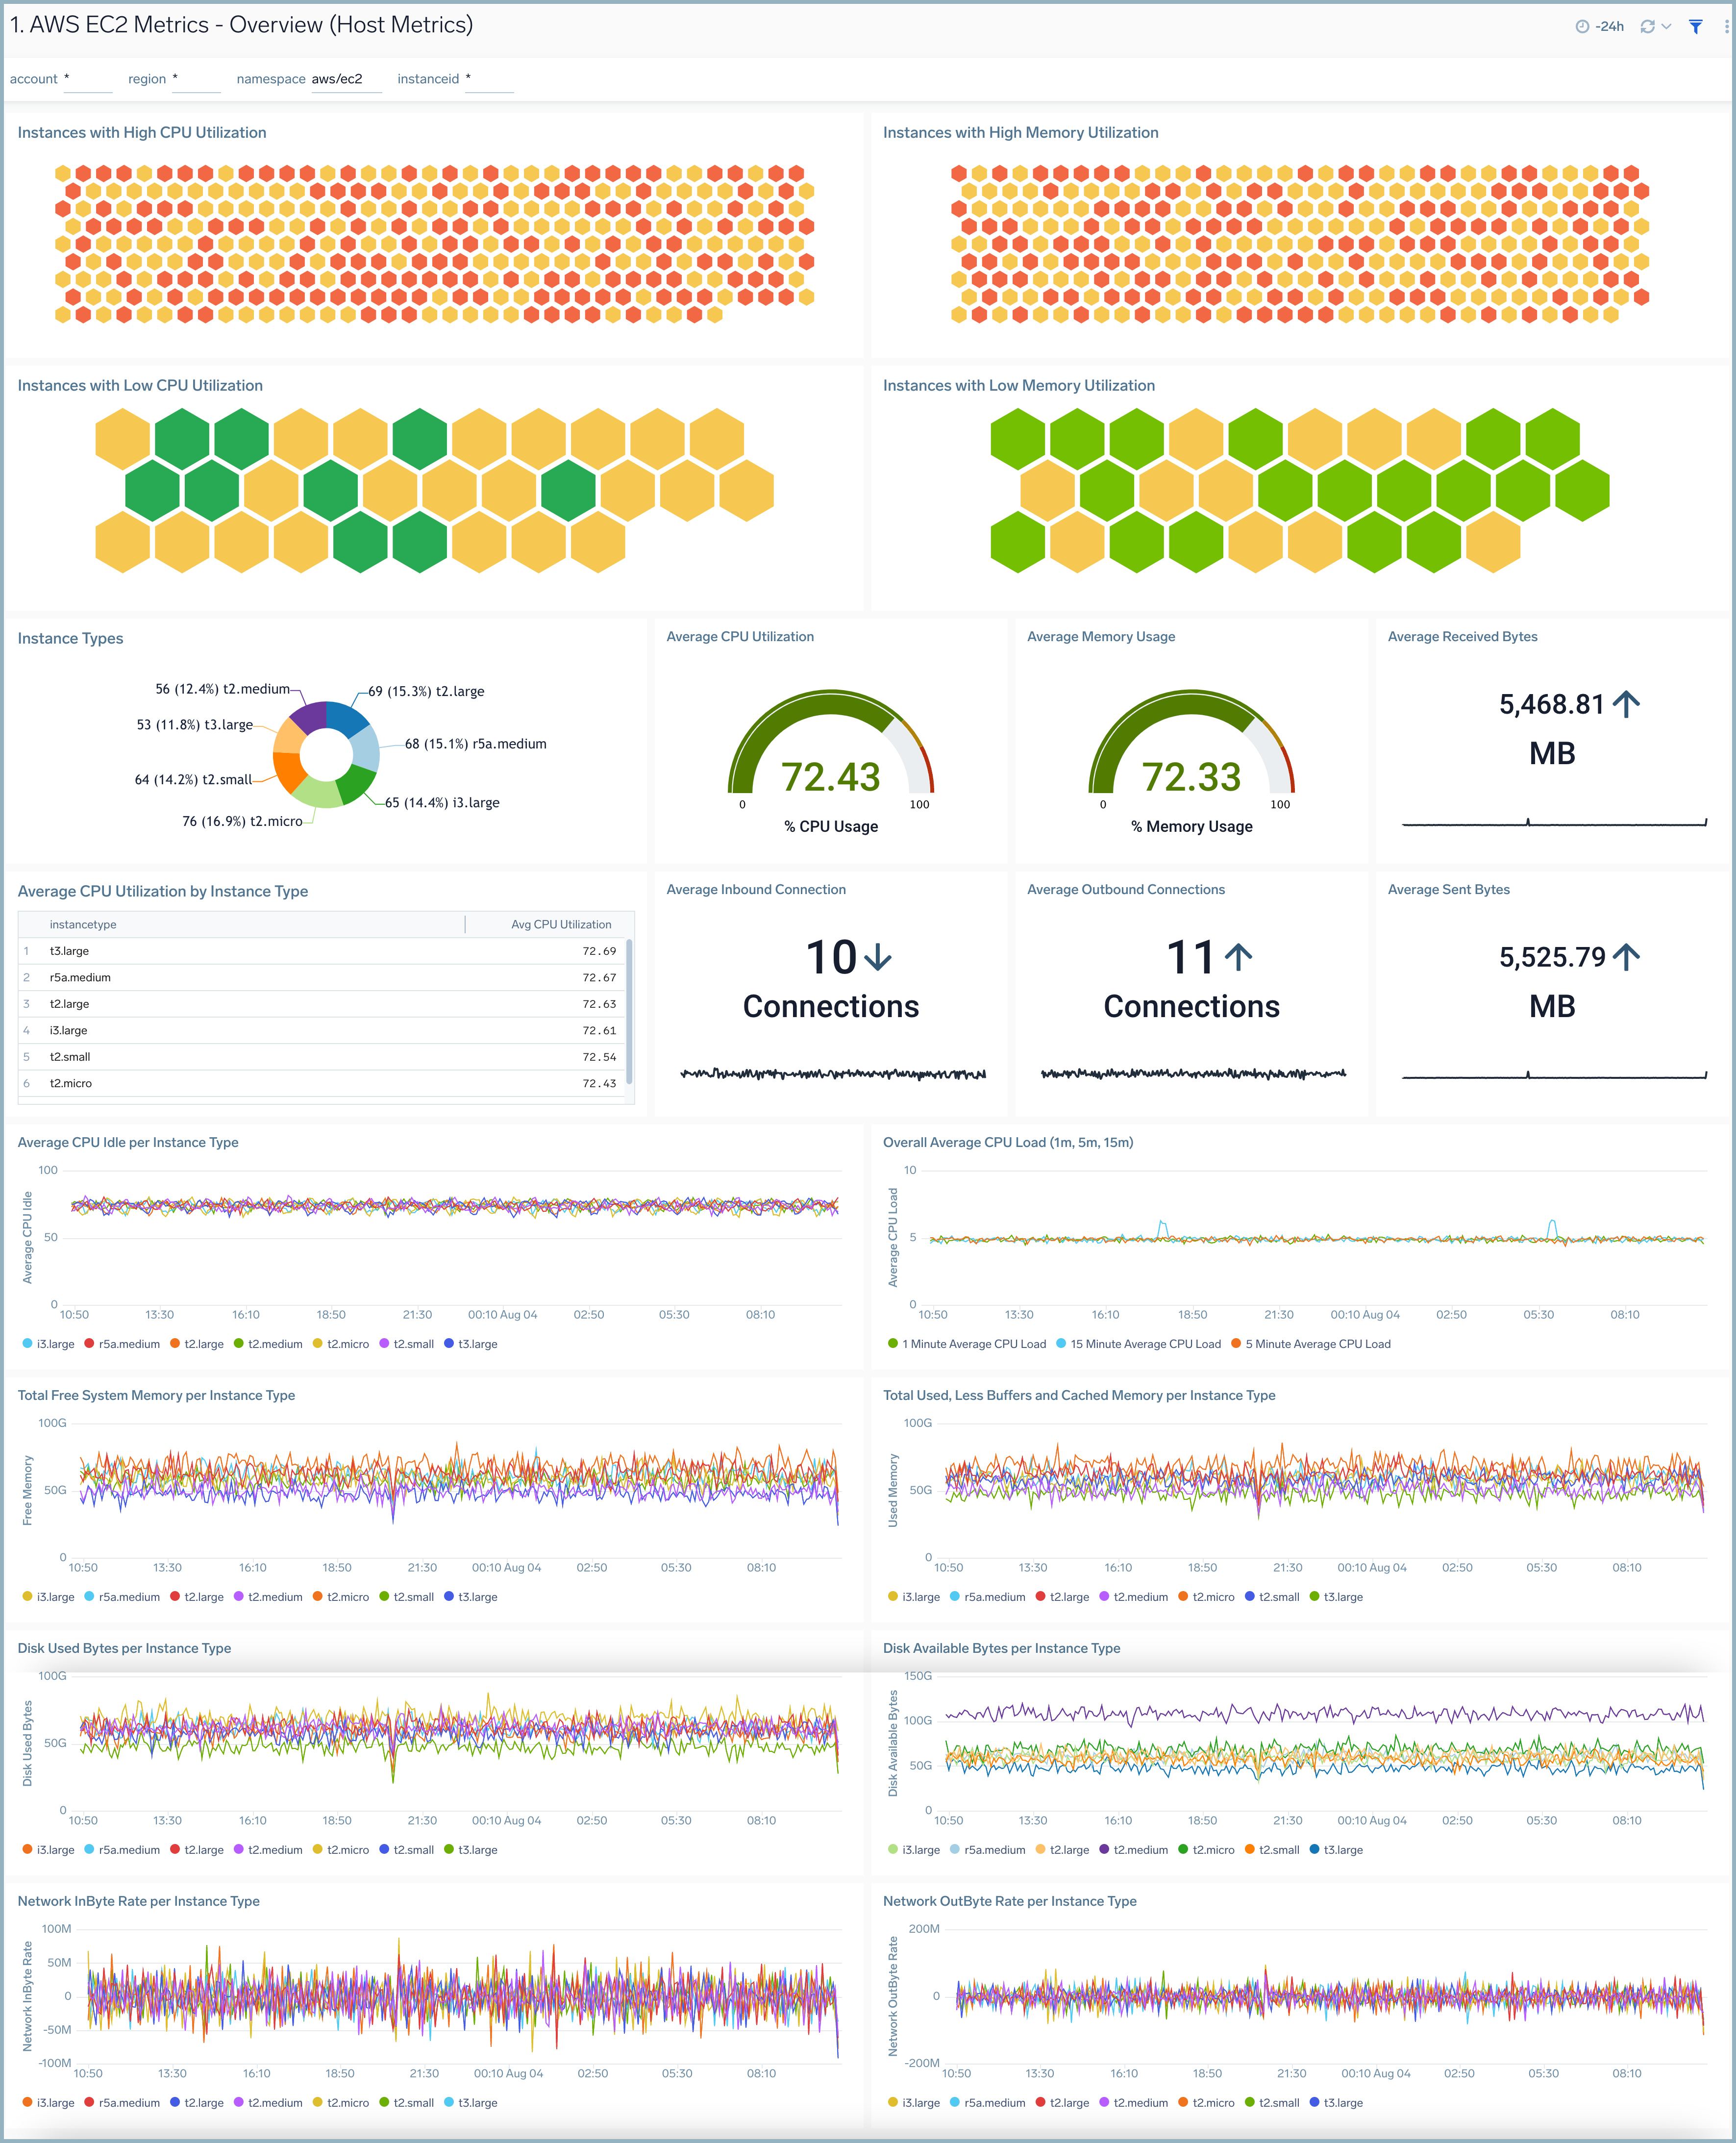 1. AWS EC2 Metrics - Overview (Host Metrics)
-24h
account * region * namespace aws/ec2 instanceid *
Instances with High CPU Utilization
Instances with High Memory Utilization
Instances with Low CPU Utilization
Instances with Low Memory Utilization
Instance Types
56 (12.4%) t2.medium
69 (15.3%) t2.large
53 (11.8%) t3.large
68 (15.1%) r5a.medium
64 (14.2%) t2.small
65 (14.4%) i3.large
76 (16.9%) t2.micro
Average CPU Utilization
72.43
0 100
% CPU Usage
Average Memory Usage
72.33
0 100
% Memory Usage
Average Received Bytes
5,468.81
MB
Average CPU Utilization by Instance Type
instancetype Avg CPU Utilization
1 t3.large 72.69
2 r5a.medium 72.67
3 t2.large 72.63
4 i3.large 72.61
5 t2.small 72.54
6 t2.micro 72.43
Average Inbound Connection
10
Connections
Average Outbound Connections
11
Connections
Average Sent Bytes
5,525.79
MB
Average CPU Idle per Instance Type
Average CPU Idle
100
50
0
10:50 13:30 16:10 18:50 21:30 00:10 Aug 04 02:50 05:30 08:10
i3.large r5a.medium t2.large t2.medium t2.micro t2.small t3.large
Overall Average CPU Load (1m, 5m, 15m)
Average CPU Load
10
5
0
10:50 13:30 16:10 18:50 21:30 00:10 Aug 04 02:50 05:30 08:10
1 Minute Average CPU Load 15 Minute Average CPU Load 5 Minute Average CPU Load
Total Free System Memory per Instance Type
Free Memory
100G
50G
0
10:50 13:30 16:10 18:50 21:30 00:10 Aug 04 02:50 05:30 08:10
i3.large r5a.medium t2.large t2.medium t2.micro t2.small t3.large
Total Used, Less Buffers and Cached Memory per Instance Type
Used Memory
100G
50G
0
10:50 13:30 16:10 18:50 21:30 00:10 Aug 04 02:50 05:30 08:10
i3.large r5a.medium t2.large t2.medium t2.micro t2.small t3.large
Disk Used Bytes per Instance Type
Disk Used Bytes
100G
50G
0
10:50 13:30 16:10 18:50 21:30 00:10 Aug 04 02:50 05:30 08:10
i3.large r5a.medium t2.large t2.medium t2.micro t2.small t3.large
Disk Available Bytes per Instance Type
Disk Available Bytes
150G
100G
50G
0
10:50 13:30 16:10 18:50 21:30 00:10 Aug 04 02:50 05:30 08:10
i3.large r5a.medium t2.large t2.medium t2.micro t2.small t3.large
Network InByte Rate per Instance Type
Network InByte Rate
100M
50M
0
-50M
-100M
10:50 13:30 16:10 18:50 21:30 00:10 Aug 04 02:50 05:30 08:10
i3.large r5a.medium t2.large t2.medium t2.micro t2.small t3.large
Network OutByte Rate per Instance Type
Network OutByte Rate
200M
0
-200M
10:50 13:30 16:10 18:50 21:30 00:10 Aug 04 02:50 05:30 08:10
i3.large r5a.medium t2.large t2.medium t2.micro t2.small t3.large